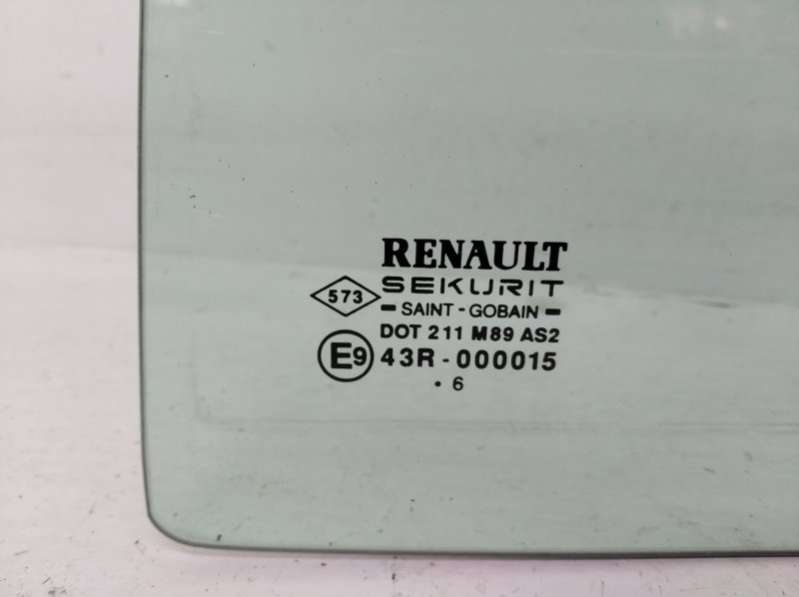 RENAULT
SEKURIT
573
- SAINT - GOBAIN -
DOT 211 M89 AS2
E9 43R - 000015
. 6